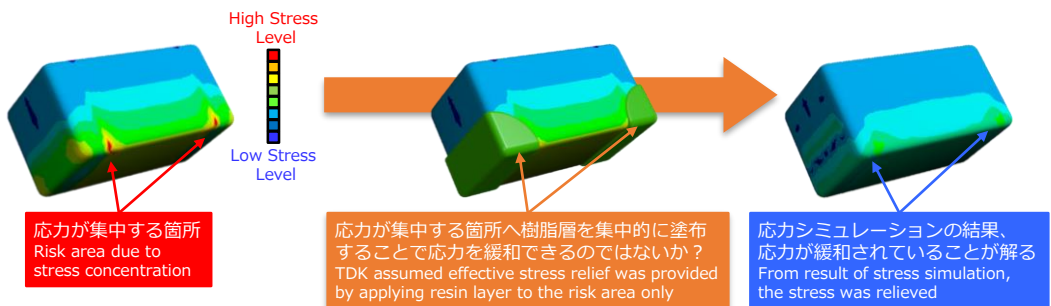 High Stress
Level
Low Stress
Level
応力が集中する箇所
Risk area due to
stress concentration
応力が集中する箇所へ樹脂層を集中的に塗布
することで応力を緩和できるのではないか？
TDK assumed effective stress relief was provided
by applying resin layer to the risk area only
応力シミュレーションの結果、
応力が緩和されていることが解る
From result of stress simulation,
the stress was relieved